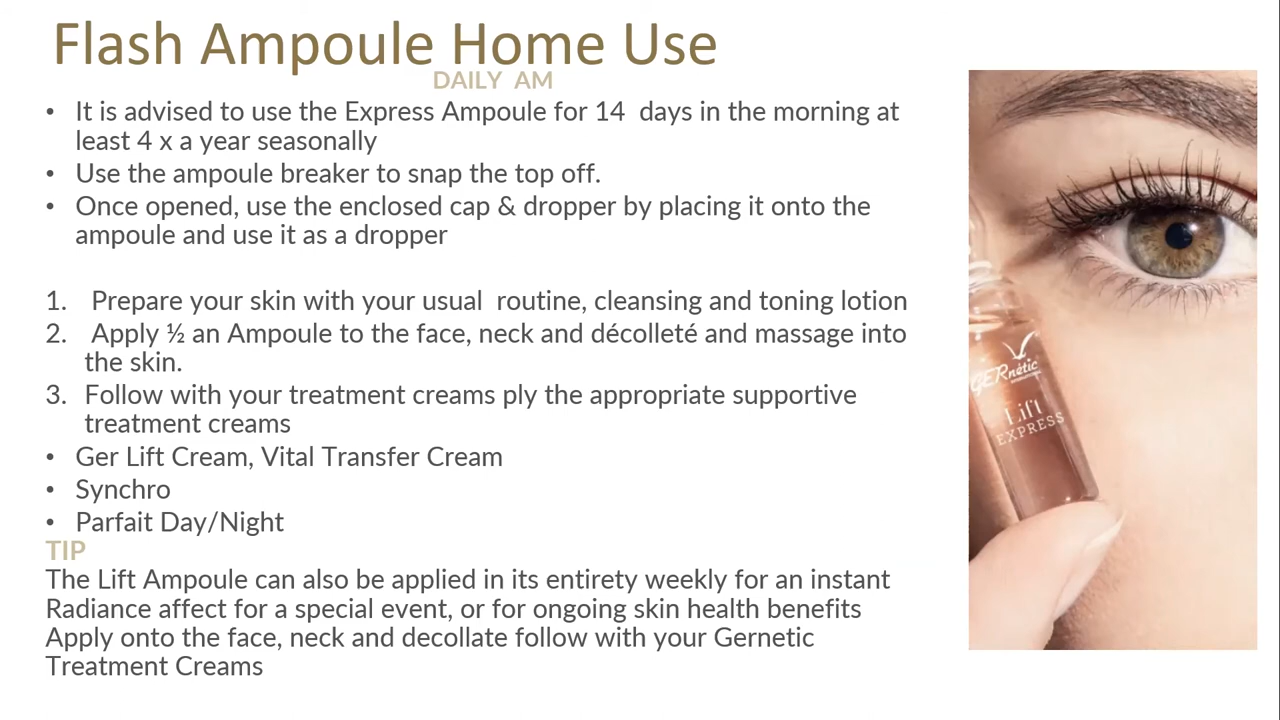 Flash Ampoule Home Use
DAILY AM
• It is advised to use the Express Ampoule for 14 days in the morning at
least 4 x a year seasonally
• Use the ampoule breaker to snap the top off.
• Once opened, use the enclosed cap & dropper by placing it onto the
ampoule and use it as a dropper
1. Prepare your skin with your usual routine, cleansing and toning lotion
2. Apply ½ an Ampoule to the face, neck and décolleté and massage into
the skin.
3. Follow with your treatment creams ply the appropriate supportive
treatment creams
• Ger Lift Cream, Vital Transfer Cream
• Synchro
• Parfait Day/Night
TIP
The Lift Ampoule can also be applied in its entirety weekly for an instant
Radiance affect for a special event, or for ongoing skin health benefits
Apply onto the face, neck and decollate follow with your Gernetic
Treatment Creams
GERnétic
Lift
EXPRESS